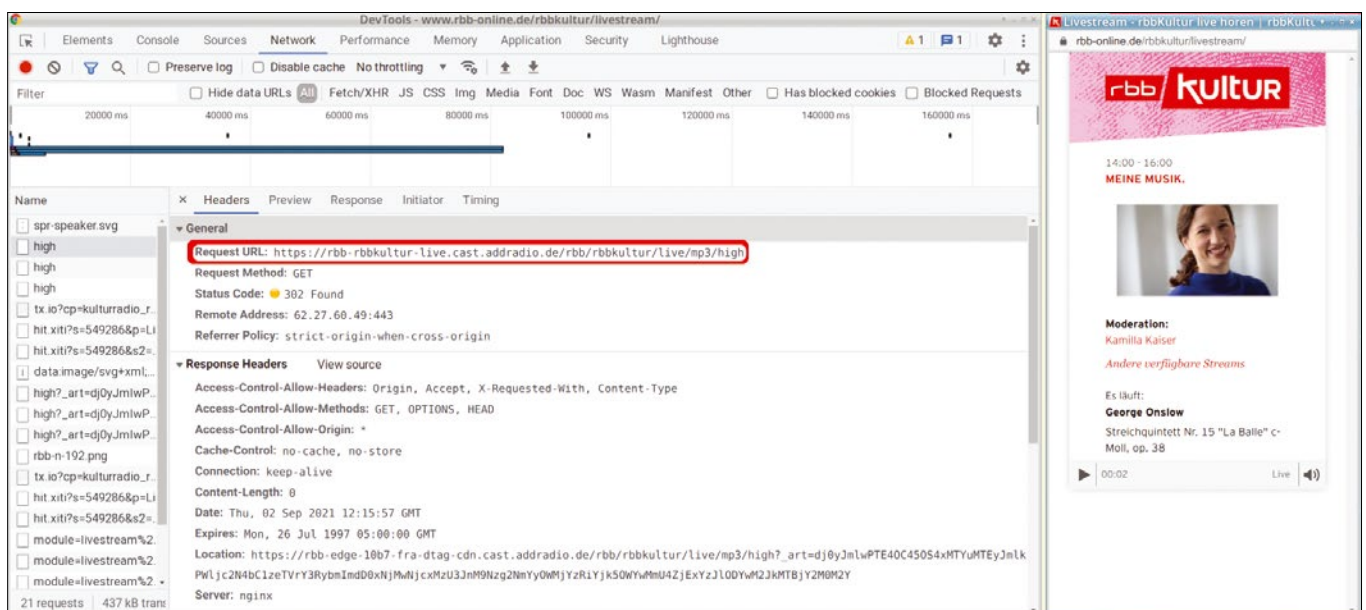 DevTools - www.rbb-online.de/rbbkultur/livestream/
Elements Console Sources Network Performance Memory Application Security Lighthouse 1 1
Preserve log Disable cache No throttling
Filter Hide data URLs All Fetch/XHR JS CSS Img Media Font Doc WS Wasm Manifest Other Has blocked cookies Blocked Requests
20000 ms 40000 ms 60000 ms 80000 ms 100000 ms 120000 ms 140000 ms 160000 ms
Name
spr-speaker.svg
high
high
high
tx.io?cp=kulturradio_r...
hit.xiti?s=549286&p=Li
hit.xiti?s=549286&s2=...
data:image/svg+xml;...
high?_art=dj0yJmlwP...
high?_art=dj0yJmlwP...
high?_art=dj0yJmlwP...
rbb-n-192.png
tx.io?cp=kulturradio_r...
hit.xiti?s=549286&p=Li
hit.xiti?s=549286&s2=...
module=livestream%2...
module=livestream%2...
module=livestream%2...
21 requests 437 kB trans
× Headers Preview Response Initiator Timing
General
Request URL: https://rbb-rbbkultur-live.cast.addradio.de/rbb/rbbkultur/live/mp3/high
Request Method: GET
Status Code: 302 Found
Remote Address: 62.27.60.49:443
Referrer Policy: strict-origin-when-cross-origin
Response Headers View source
Access-Control-Allow-Headers: Origin, Accept, X-Requested-With, Content-Type
Access-Control-Allow-Methods: GET, OPTIONS, HEAD
Access-Control-Allow-Origin: *
Cache-Control: no-cache, no-store
Connection: keep-alive
Content-Length: 0
Date: Thu, 02 Sep 2021 12:15:57 GMT
Expires: Mon, 26 Jul 1997 05:00:00 GMT
Location: https://rbb-edge-10b7-fra-dtag-cdn.cast.addradio.de/rbb/rbbkultur/live/mp3/high?
Server: nginx
Livestream - rbbKultur live hören | rbbKultu
rbb-online.de/rbbkultur/livestream/
rbb kultur
14:00 - 16:00
MEINE MUSIK.
Moderation:
Kamilla Kaiser
Andere verfügbare Streams
Es läuft:
George Onslow
Streichquintett Nr. 15 "La Balle" c-
Moll, op. 38
00:02 Live